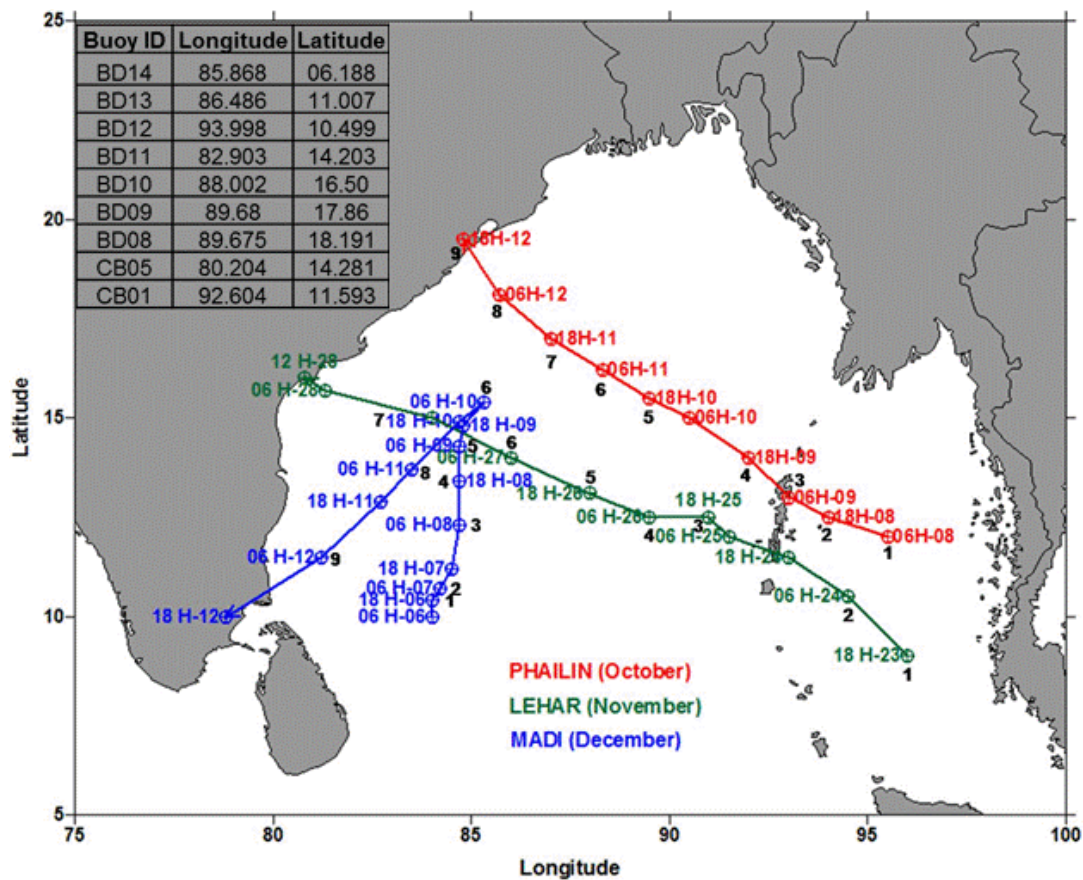 25
20
15
10
5
Latitude
Buoy ID Longitude Latitude
BD14 85.868 06.188
BD13 86.486 11.007
BD12 93.998 10.499
BD11 82.903 14.203
BD10 88.002 16.50
BD09 89.68 17.86
BD08 89.675 18.191
CB05 80.204 14.281
CB01 92.604 11.593
18H-12
9
06H-12
8
18H-11
7
06H-11
6
18H-10
5
06H-10
18H-09
4
3
06H-09
18H-08
2
06H-08
1
12 H-28
06 H-28
7
6
06 H-27
5
18 H-26
06 H-26
4
18 H-25
3
06 H-25
18 H-24
06 H-24
2
18 H-23
1
6
06 H-10
18 H-10
18 H-09
06 H-09
5
06 H-11
8
4
18 H-08
18 H-11
06 H-08
3
06 H-12
9
18 H-07
06 H-07
2
18 H-06
1
06 H-06
18 H-12
PHAILIN (October)
LEHAR (November)
MADI (December)
75 80 85 90 95 100
Longitude